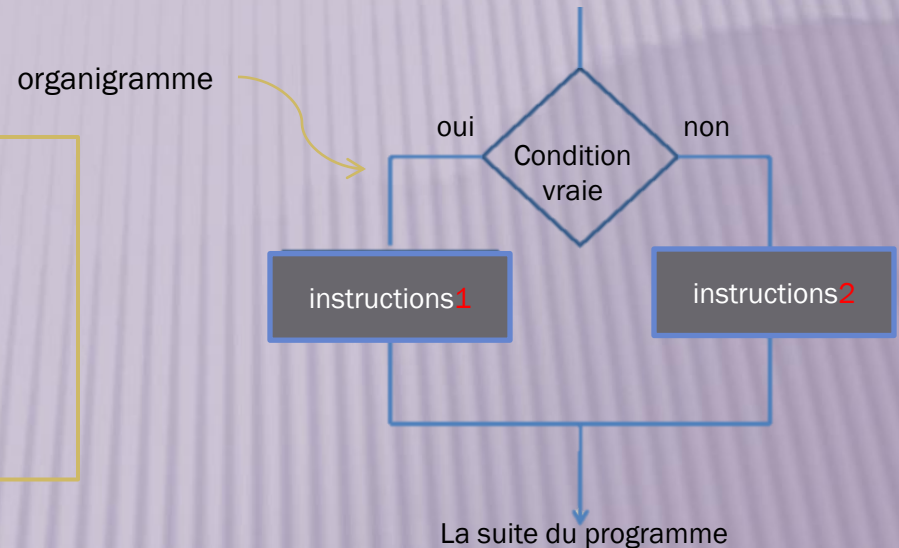 organigramme
oui
non
Condition
vraie
instructions1
instructions2
La suite du programme